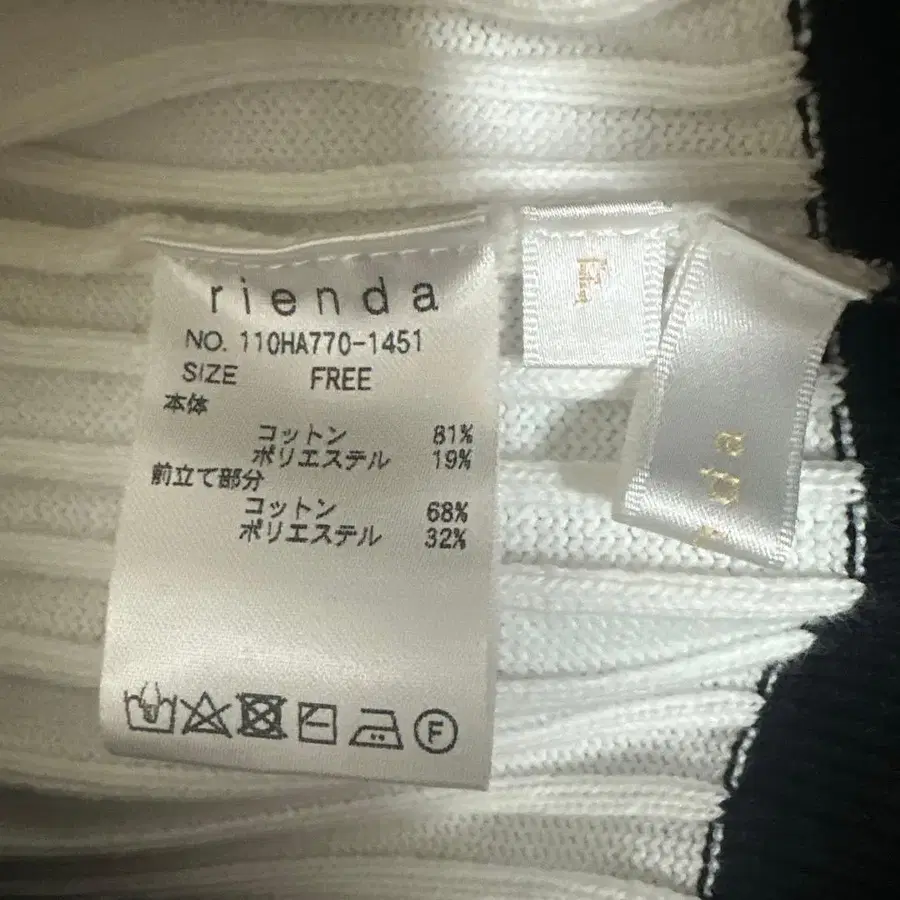 rienda
NO. 110HA770-1451
SIZE FREE
本体
コットン 81%
ポリエステル 19%
前立て部分
コットン 68%
ポリエステル 32%
F
F